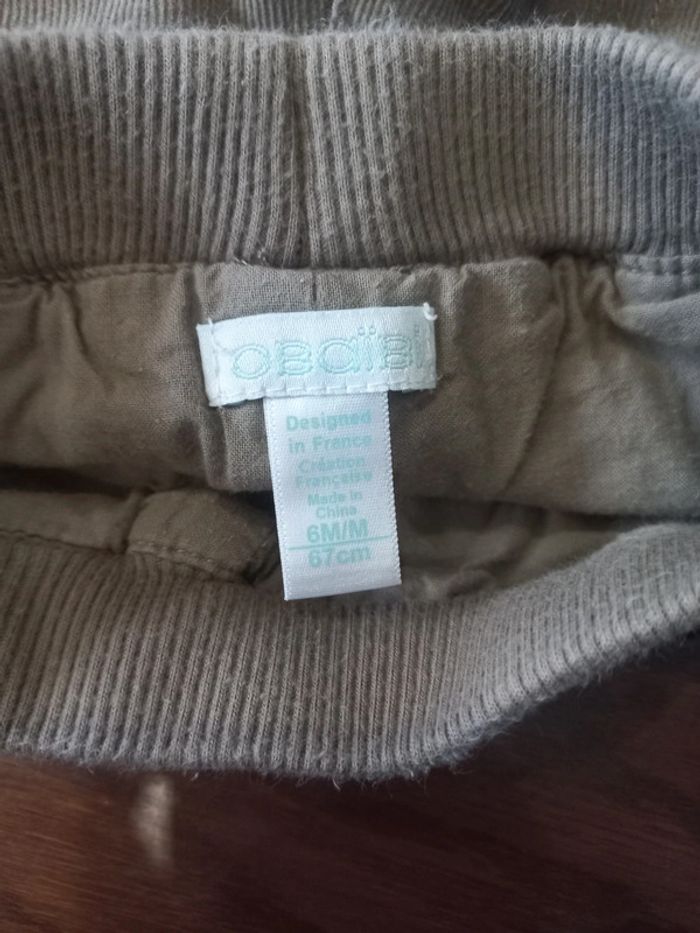 obaïbi
Designed
in France
Création
Française
Made in
China
6M/M
67cm